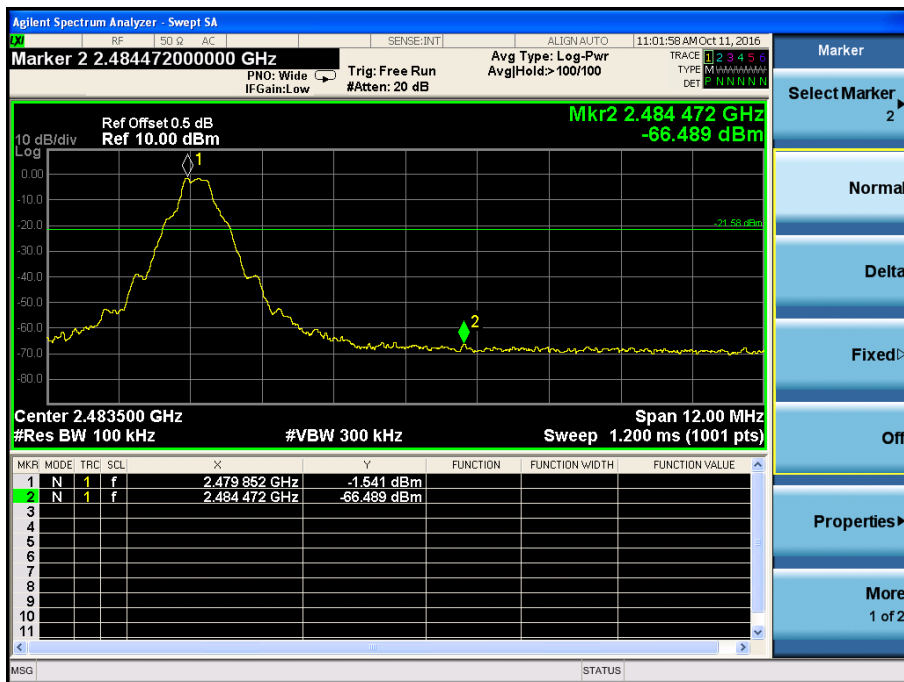 Agilent Spectrum Analyzer - Swept SA
LXI RF 50 Ω AC SENSE:INT ALIGN AUTO 11:01:58 AM Oct 11, 2016
Marker 2 2.484472000000 GHz
PNO: Wide
IFGain:Low
Trig: Free Run
#Atten: 20 dB
Avg Type: Log-Pwr
Avg|Hold:>100/100
TRACE 1 2 3 4 5 6
TYPE M WWWWW
DET P N N N N N
Mkr2 2.484 472 GHz
-66.489 dBm
Ref Offset 0.5 dB
10 dB/div Ref 10.00 dBm
Log
1
0.00
-10.0
-20.0
-21.58 dBm
-30.0
-40.0
-50.0
-60.0
2
-70.0
-80.0
Center 2.483500 GHz Span 12.00 MHz
#Res BW 100 kHz #VBW 300 kHz Sweep 1.200 ms (1001 pts)
MKR MODE TRC SCL X Y FUNCTION FUNCTION WIDTH FUNCTION VALUE
1 N 1 f 2.479 852 GHz -1.541 dBm
2 N 1 f 2.484 472 GHz -66.489 dBm
3
4
5
6
7
8
9
10
11
MSG STATUS
Marker
Select Marker
2
Normal
Delta
Fixed
Off
Properties
More
1 of 2